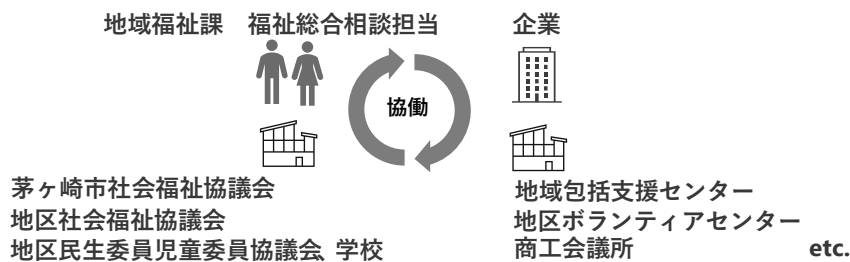 地域福祉課　福祉総合相談担当
企業
協働
茅ヶ崎市社会福祉協議会
地区社会福祉協議会
地区民生委員児童委員協議会、学校
地域包括支援センター
地区ボランティアセンター
商工会議所
etc.